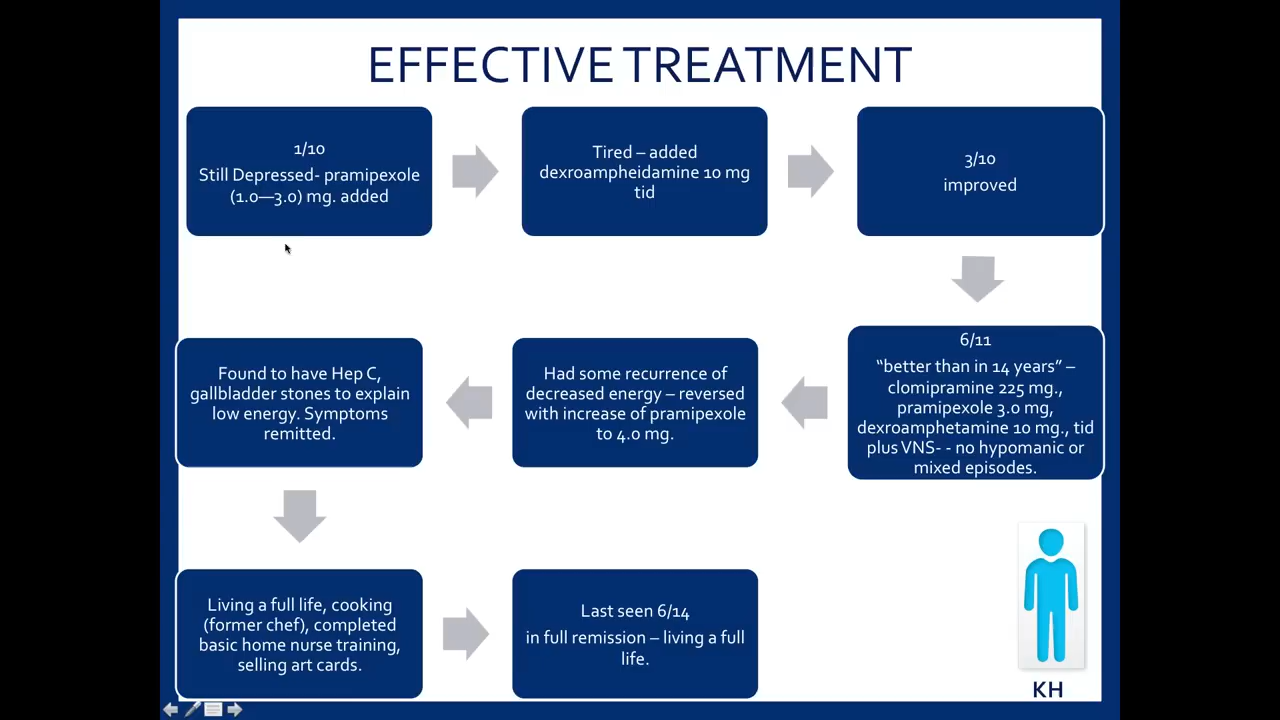 EFFECTIVE TREATMENT
1/10
Still Depressed- pramipexole
(1.0—3.0) mg. added
Tired – added
dexroampheidamine 10 mg
tid
3/10
improved
6/11
“better than in 14 years” –
clomipramine 225 mg.,
pramipexole 3.0 mg,
dexroamphetamine 10 mg., tid
plus VNS- - no hypomanic or
mixed episodes.
Had some recurrence of
decreased energy – reversed
with increase of pramipexole
to 4.0 mg.
Found to have Hep C,
gallbladder stones to explain
low energy. Symptoms
remitted.
Living a full life, cooking
(former chef), completed
basic home nurse training,
selling art cards.
Last seen 6/14
in full remission – living a full
life.
KH